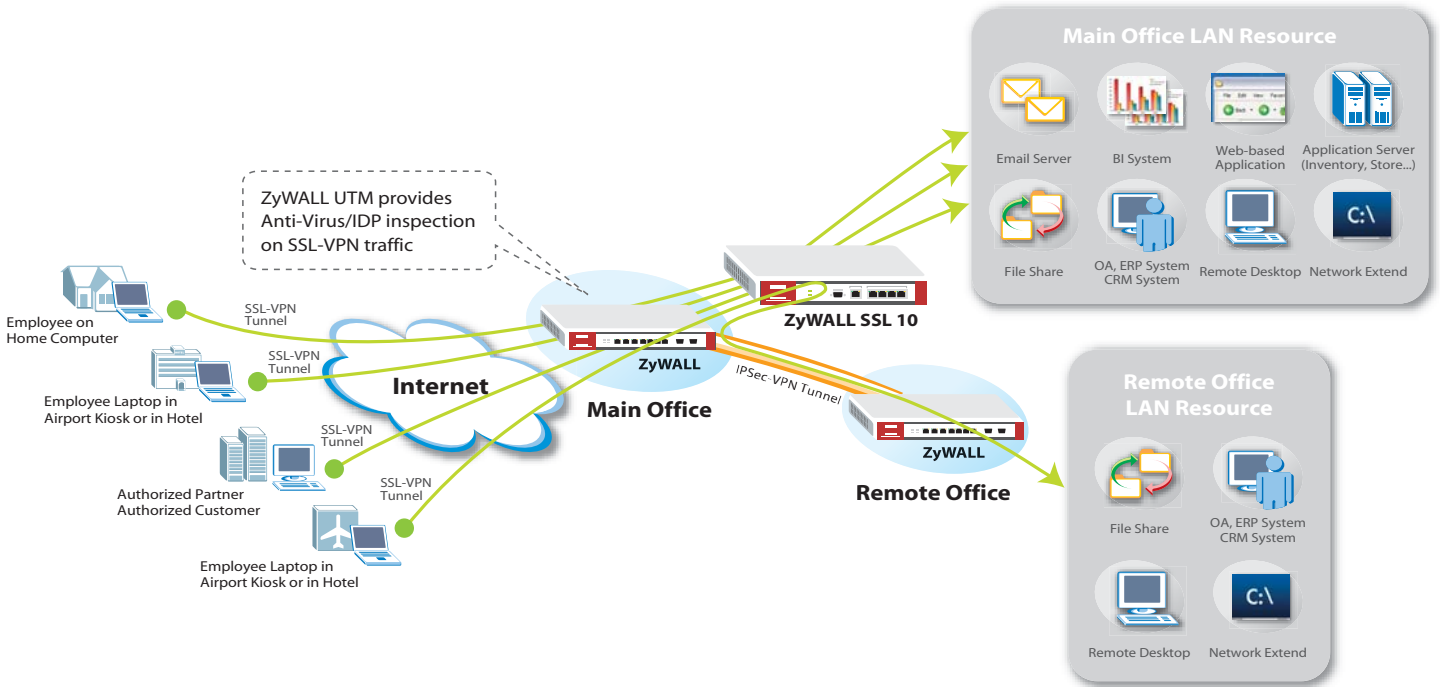 Main Office LAN Resource
Email Server
BI System
File Edit View Favor
Back
Web-based
Application
Application Server
(Inventory, Store...)
C:\
File Share
OA, ERP System
CRM System
Remote Desktop
Network Extend
ZyWALL UTM provides
Anti-Virus/IDP inspection
on SSL-VPN traffic
ZyWALL SSL 10
SSL-VPN
Tunnel
Employee on
Home Computer
SSL-VPN
Tunnel
Employee Laptop in
Airport Kiosk or in Hotel
Internet
ZyWALL
Main Office
IPSec-VPN Tunnel
SSL-VPN
Tunnel
Authorized Partner
Authorized Customer
SSL-VPN
Tunnel
Employee Laptop in
Airport Kiosk or in Hotel
ZyWALL
Remote Office
Remote Office
LAN Resource
File Share
OA, ERP System
CRM System
C:\
Remote Desktop
Network Extend